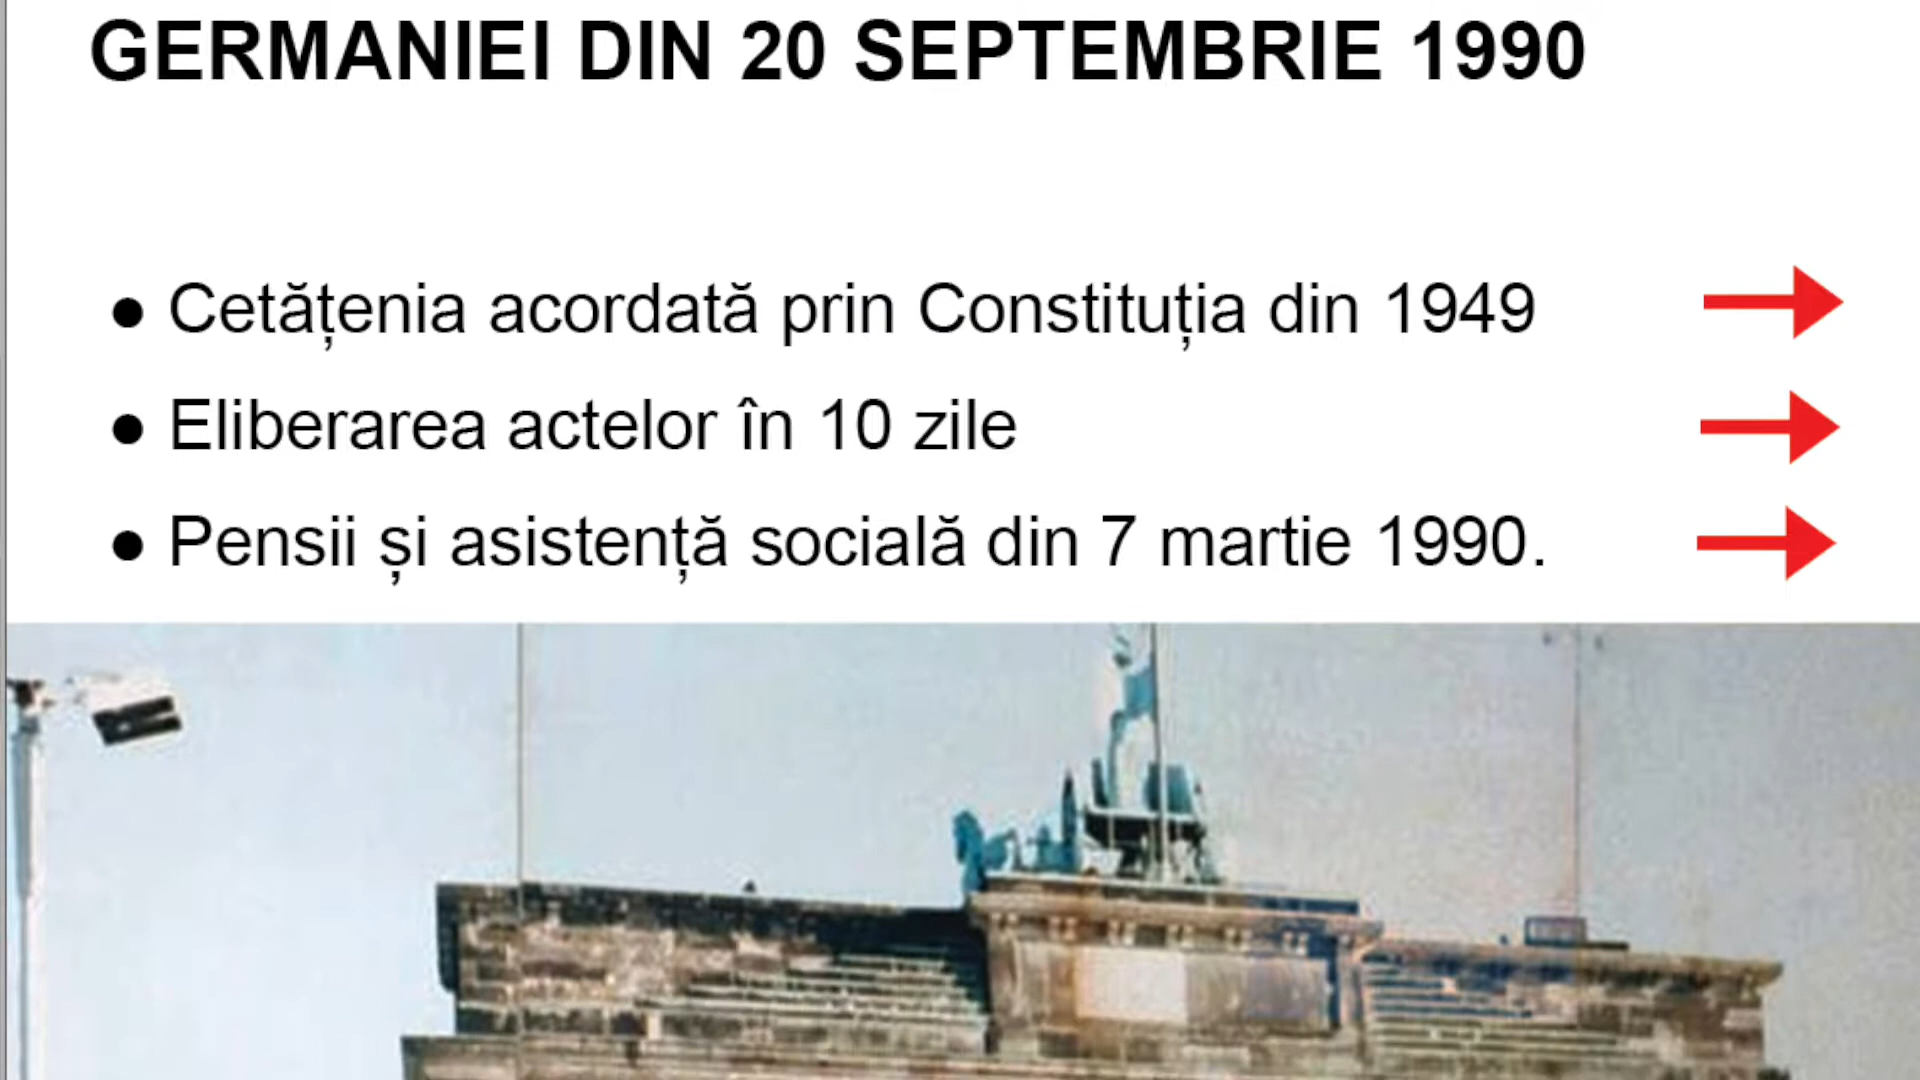 GERMANIEI DIN 20 SEPTEMBRIE 1990
● Cetățenia acordată prin Constituția din 1949
● Eliberarea actelor în 10 zile
● Pensii și asistență socială din 7 martie 1990.